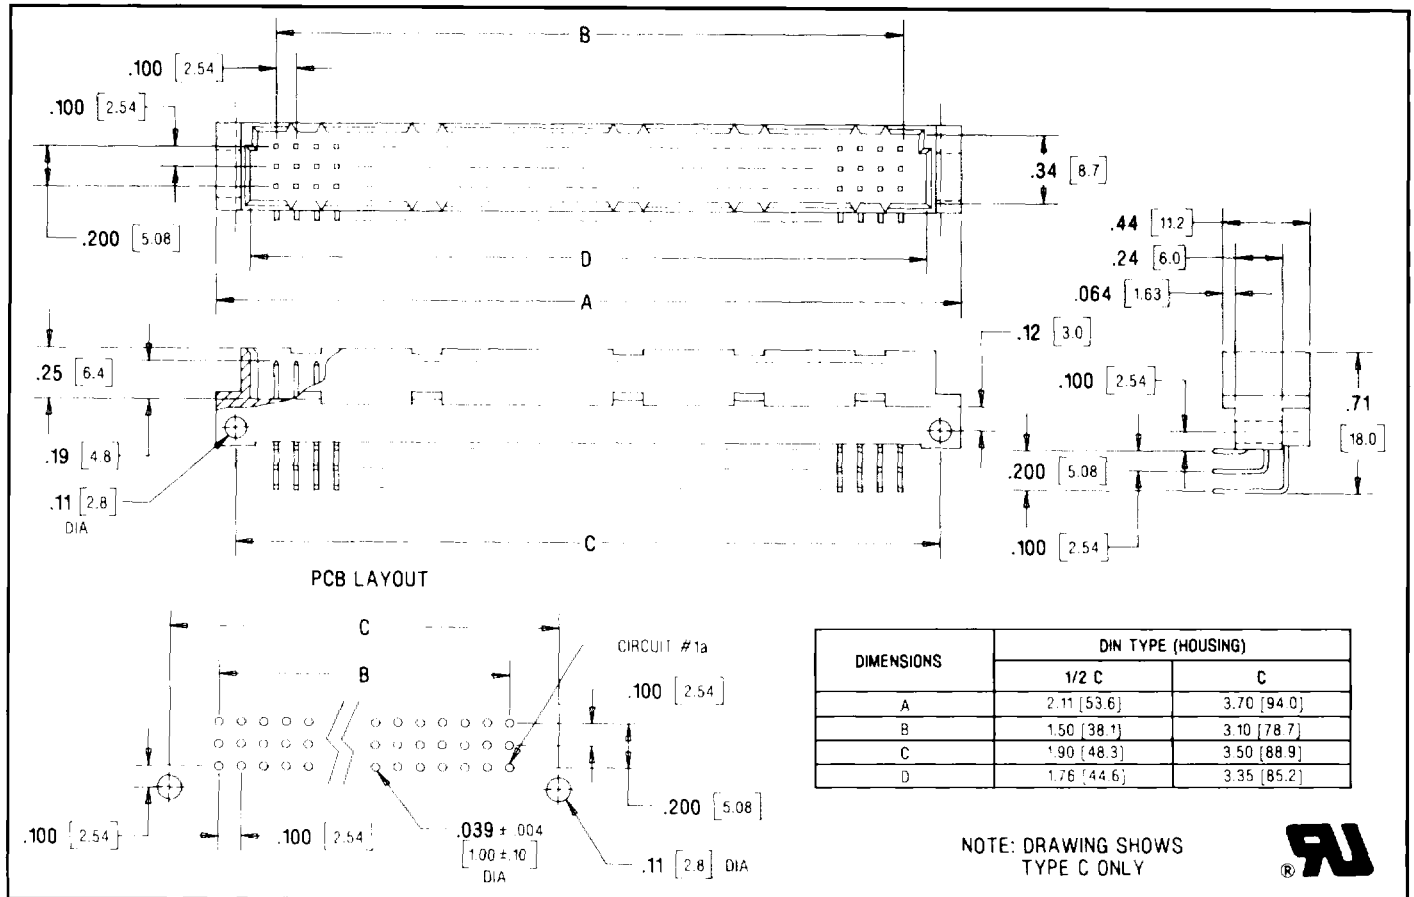 B
.100 [2.54]
.100 [2.54]
.34 [8.7]
.200 [5.08]
D
A
.44 [11.2]
.24 [6.0]
.064 [1.63]
.12 [3.0]
.25 [6.4]
.100 [2.54]
.71
[18.0]
.19 [4.8]
.200 [5.08]
.11 [2.8]
DIA
.100 [2.54]
C
PCB LAYOUT
C
CIRCUIT #1a
B
.100 [2.54]
.200 [5.08]
.100 [2.54]
.100 [2.54]
.039 ± .004
[1.00 ±.10]
DIA
.11 [2.8] DIA
DIMENSIONS DIN TYPE (HOUSING)
1/2 C C
A 2.11 [53.6] 3.70 [94.0]
B 1.50 [38.1] 3.10 [78.7]
C 1.90 [48.3] 3.50 [88.9]
D 1.76 [44.6] 3.35 [85.2]
NOTE: DRAWING SHOWS
TYPE C ONLY
®